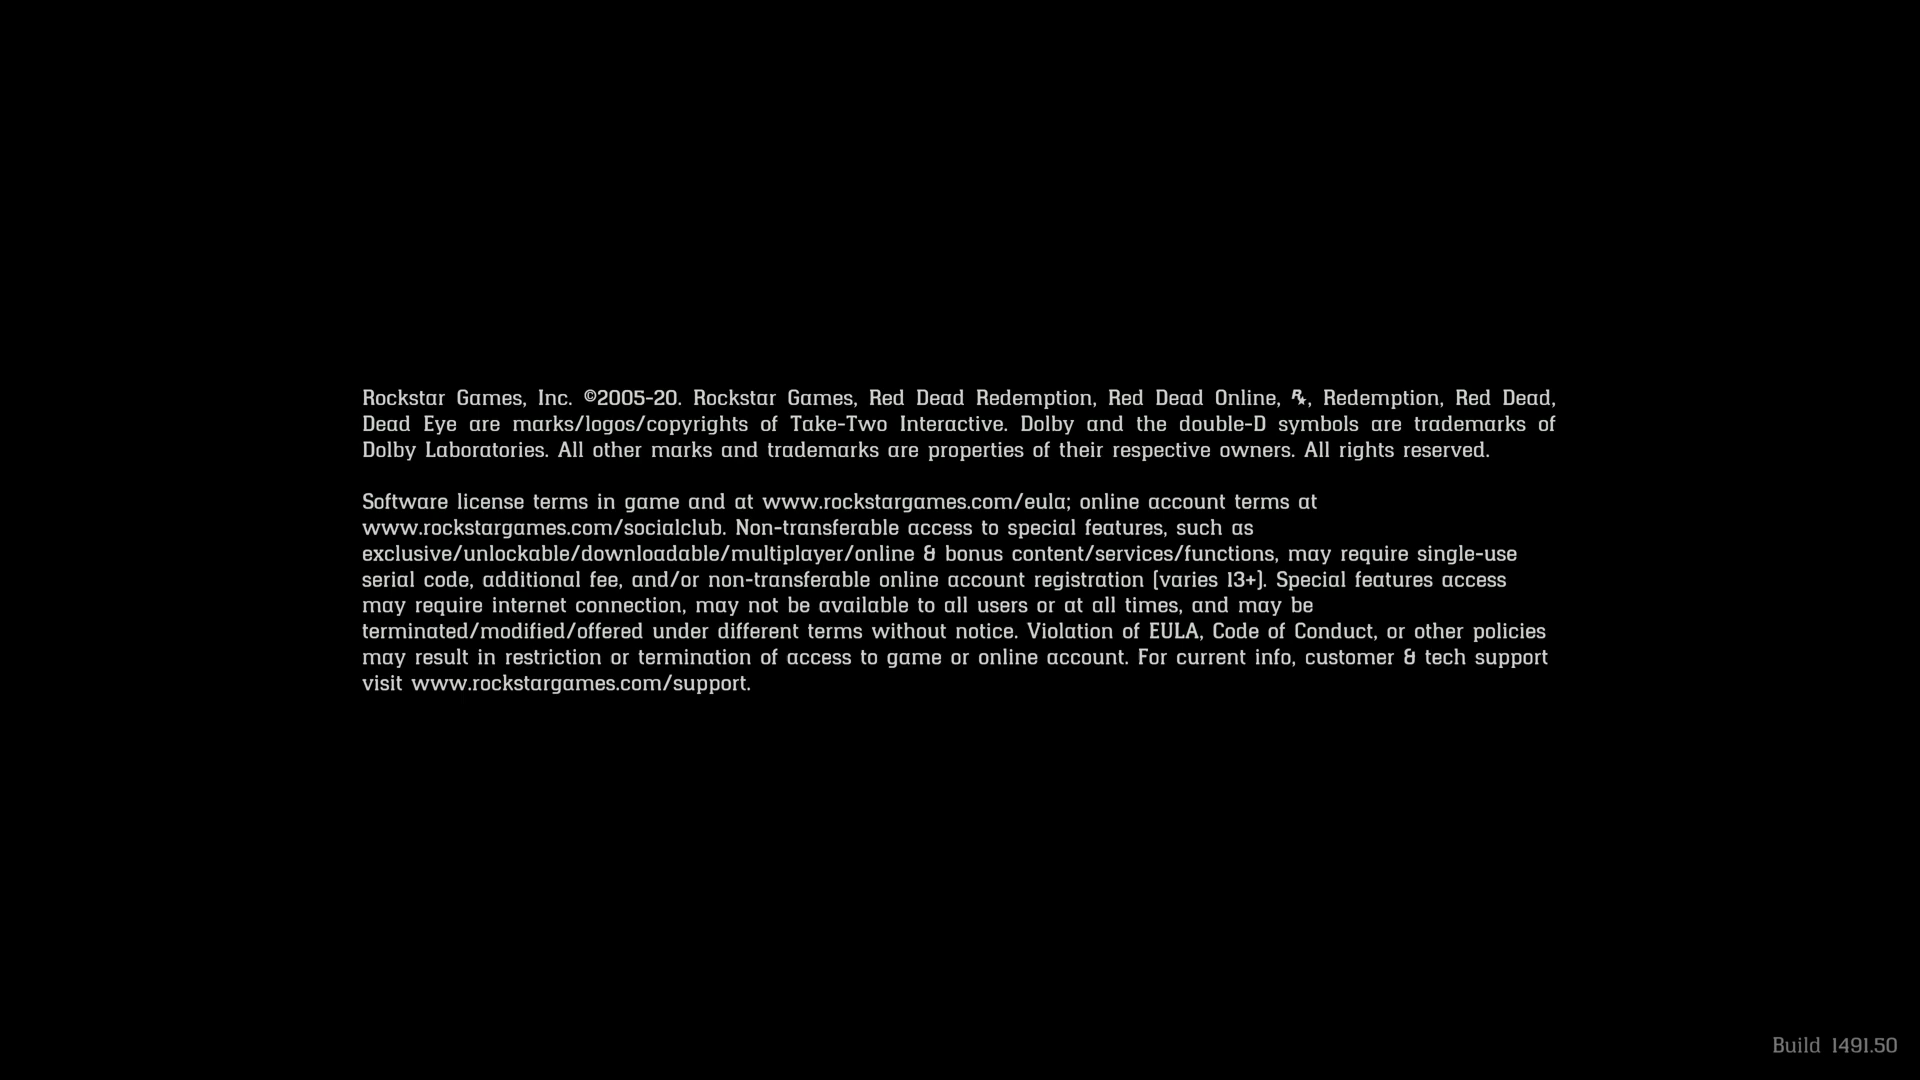 Rockstar Games, Inc. ©2005-20. Rockstar Games, Red Dead Redemption, Red Dead Online, R★, Redemption, Red Dead,
Dead Eye are marks/logos/copyrights of Take-Two Interactive. Dolby and the double-D symbols are trademarks of
Dolby Laboratories. All other marks and trademarks are properties of their respective owners. All rights reserved.
Software license terms in game and at www.rockstargames.com/eula; online account terms at
www.rockstargames.com/socialclub. Non-transferable access to special features, such as
exclusive/unlockable/downloadable/multiplayer/online & bonus content/services/functions, may require single-use
serial code, additional fee, and/or non-transferable online account registration (varies 13+). Special features access
may require internet connection, may not be available to all users or at all times, and may be
terminated/modified/offered under different terms without notice. Violation of EULA, Code of Conduct, or other policies
may result in restriction or termination of access to game or online account. For current info, customer & tech support
visit www.rockstargames.com/support.
Build 1491.50